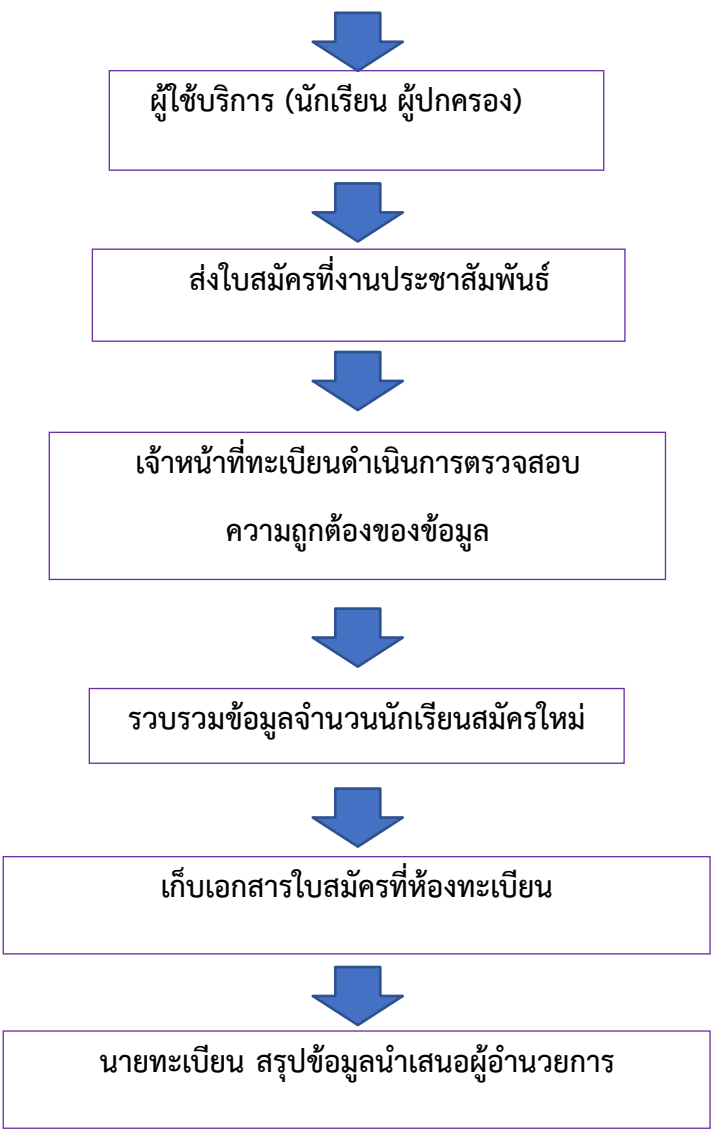 ผู้ใช้บริการ (นักเรียน ผู้ปกครอง)
ส่งใบสมัครที่งานประชาสัมพันธ์
เจ้าหน้าที่ทะเบียนดำเนินการตรวจสอบ
ความถูกต้องของข้อมูล
รวบรวมข้อมูลจำนวนนักเรียนสมัครใหม่
เก็บเอกสารใบสมัครที่ห้องทะเบียน
นายทะเบียน สรุปข้อมูลนำเสนอผู้อำนวยการ